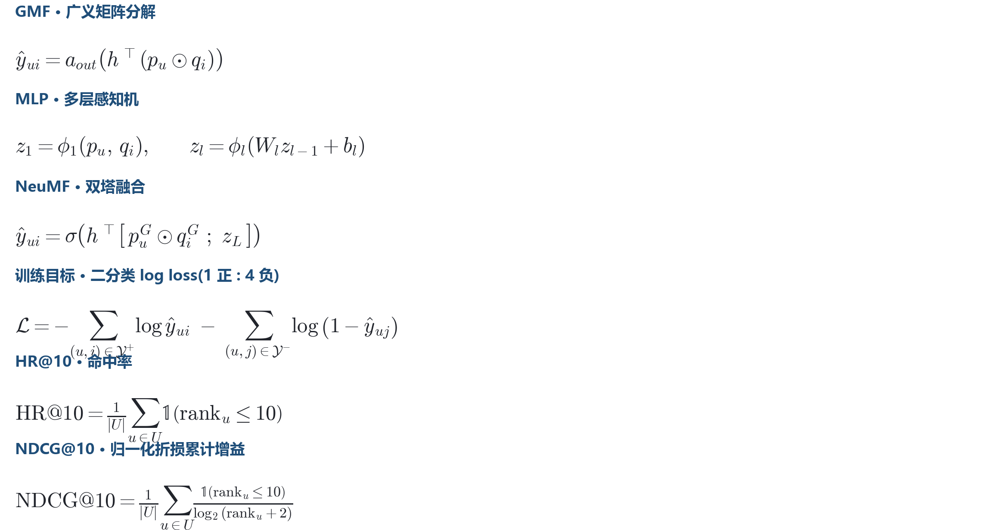 GMF • 广义矩阵分解
ŷ_{ui} = a_{out}(h^⊤(p_u ⊙ q_i))
MLP • 多层感知机
z_1 = ϕ_1(p_u, q_i),  z_l = ϕ_l(W_l z_{l−1} + b_l)
NeuMF • 双塔融合
ŷ_{ui} = σ(h^⊤[p_u^G ⊙ q_i^G ; z_L])
训练目标 • 二分类 log loss(1 正 : 4 负)
ℒ = − ∑_{(u,i)∈𝒴^+} log ŷ_{ui} − ∑_{(u,j)∈𝒴^−} log(1 − ŷ_{uj})
HR@10 • 命中率
HR@10 = \frac{1}{|U|} ∑_{u∈U} 𝟙(rank_u ≤ 10)
NDCG@10 • 归一化折损累计增益
NDCG@10 = \frac{1}{|U|} ∑_{u∈U} \frac{𝟙(rank_u ≤ 10)}{log_2(rank_u + 2)}